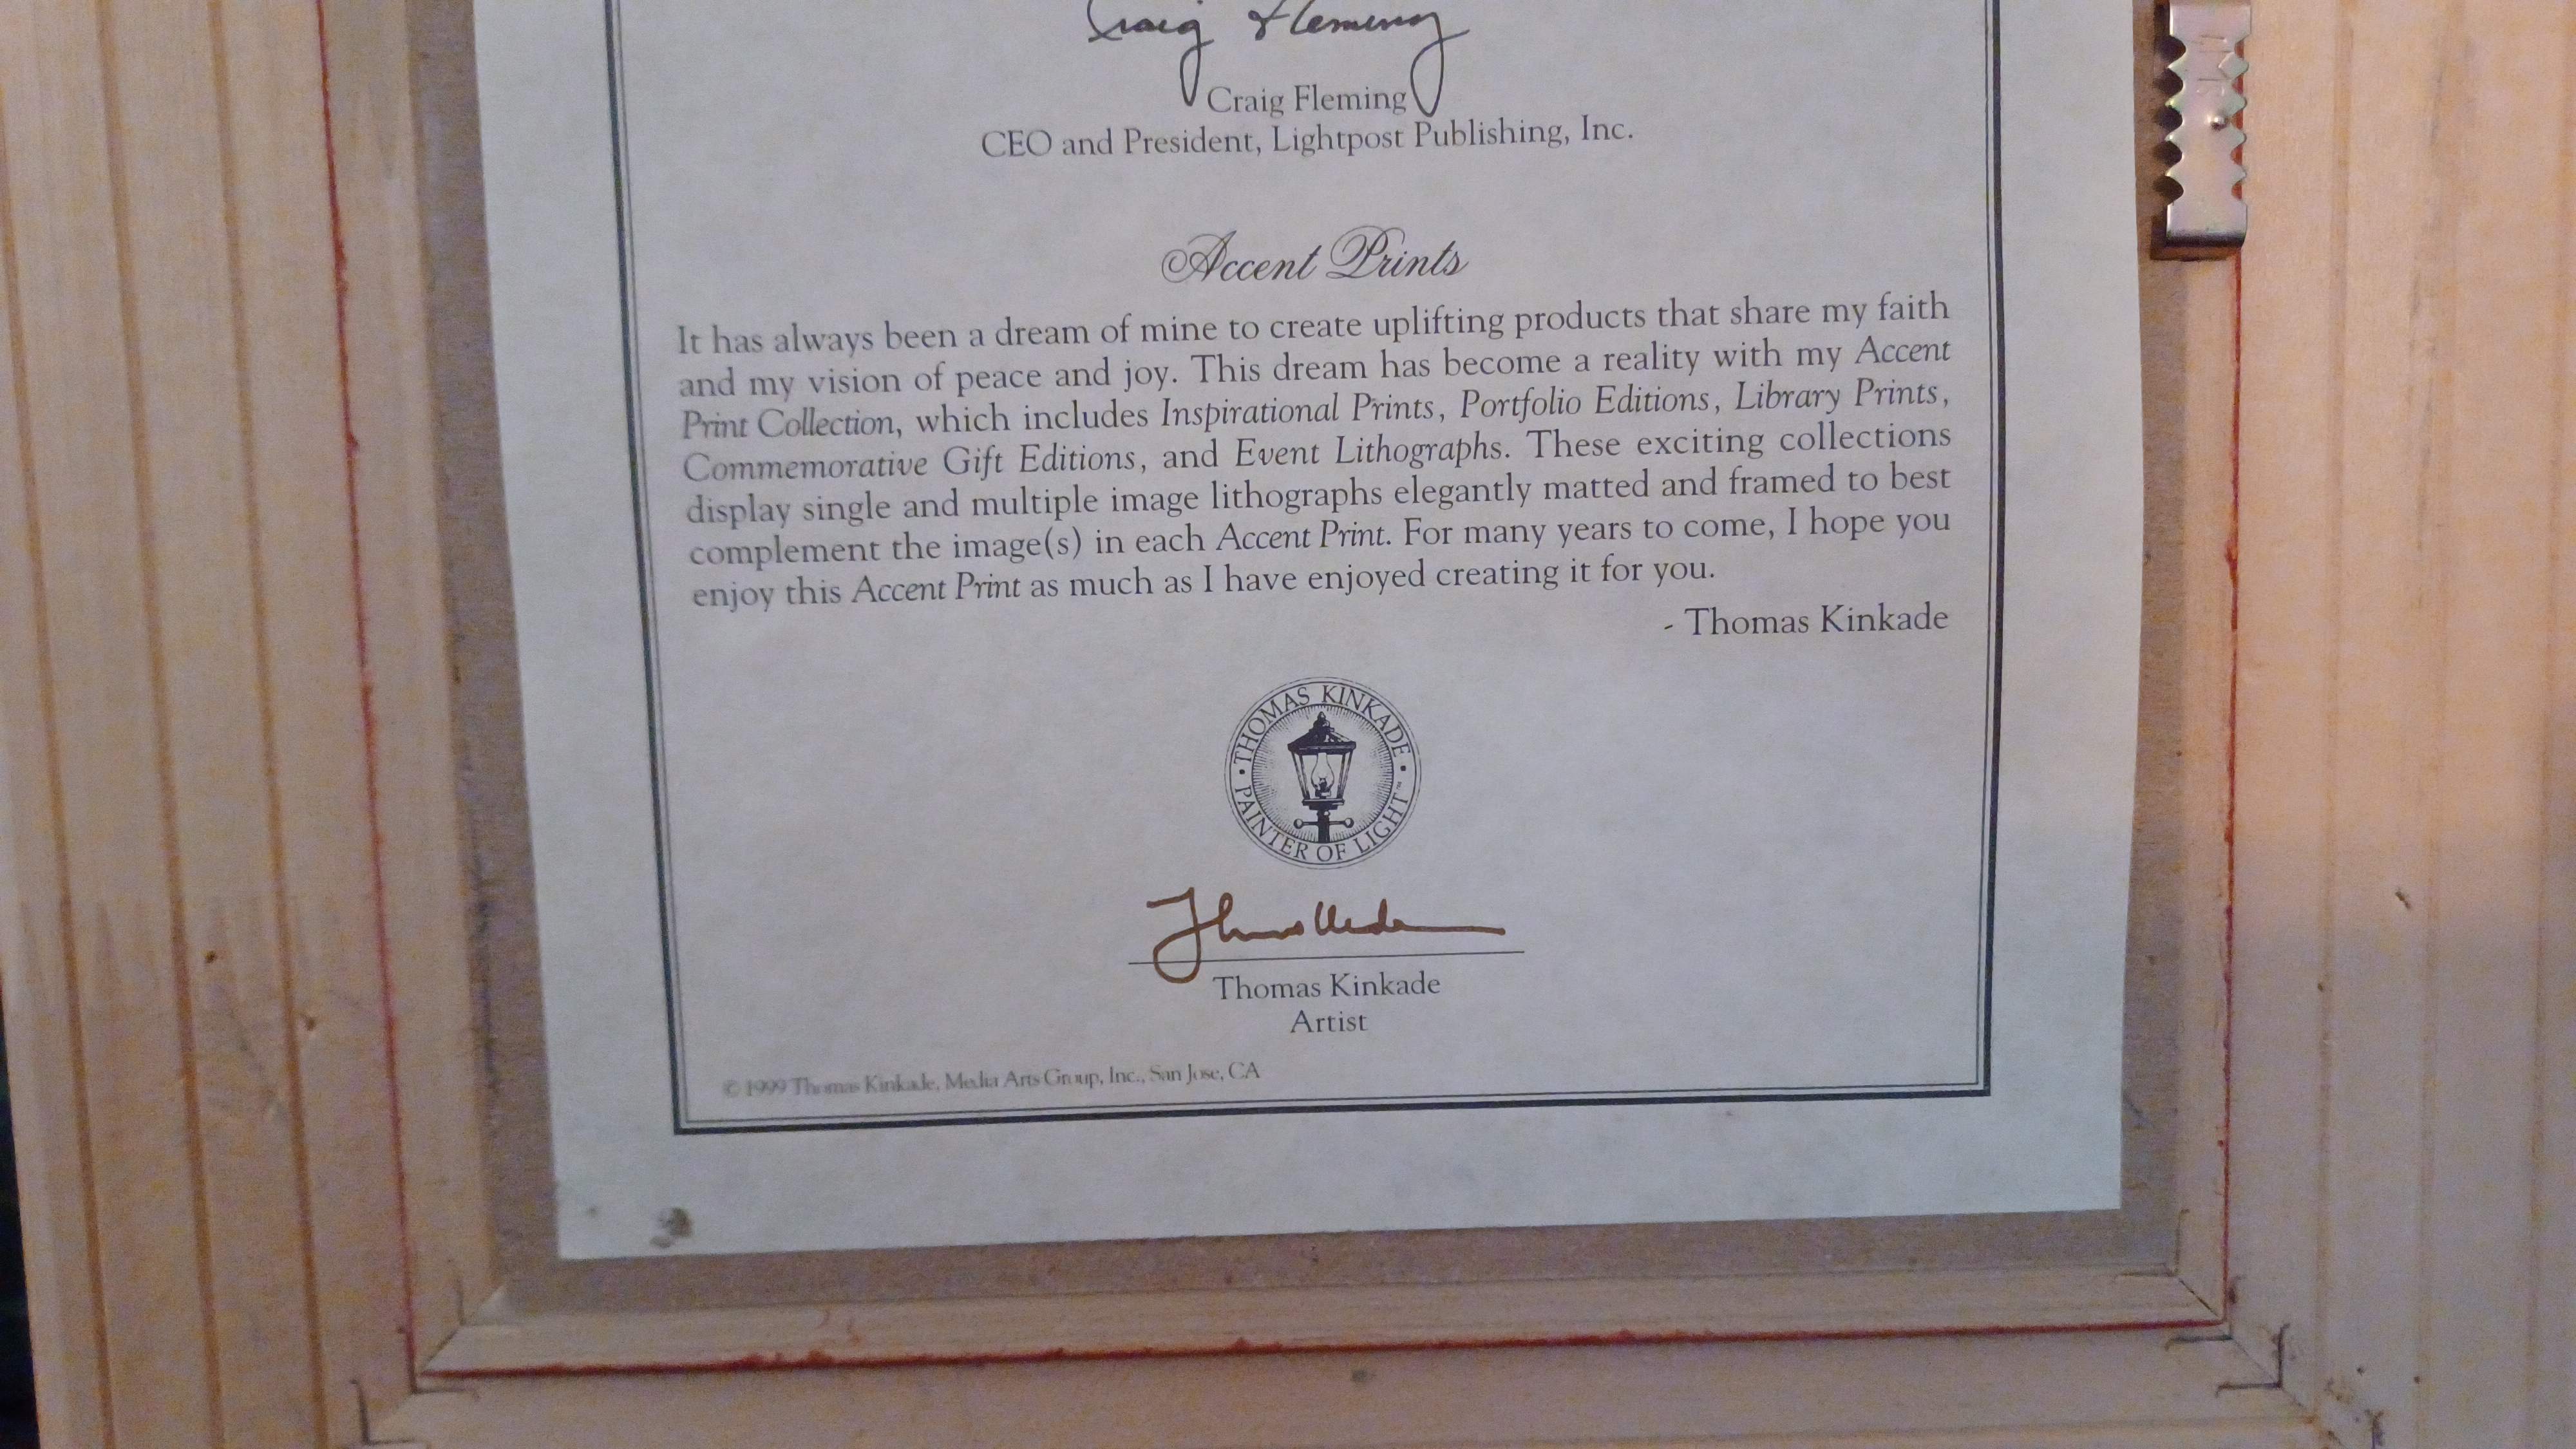 Craig Fleming
Craig Fleming
CEO and President, Lightpost Publishing, Inc.
Accent Prints
It has always been a dream of mine to create uplifting products that share my faith
and my vision of peace and joy. This dream has become a reality with my Accent
Print Collection, which includes Inspirational Prints, Portfolio Editions, Library Prints,
Commemorative Gift Editions, and Event Lithographs. These exciting collections
display single and multiple image lithographs elegantly matted and framed to best
complement the image(s) in each Accent Print. For many years to come, I hope you
enjoy this Accent Print as much as I have enjoyed creating it for you.
- Thomas Kinkade
THOMAS KINKADE
• PAINTER OF LIGHT™ •
Thomas Kinkade
Artist
© 1999 Thomas Kinkade, Media Arts Group, Inc., San Jose, CA